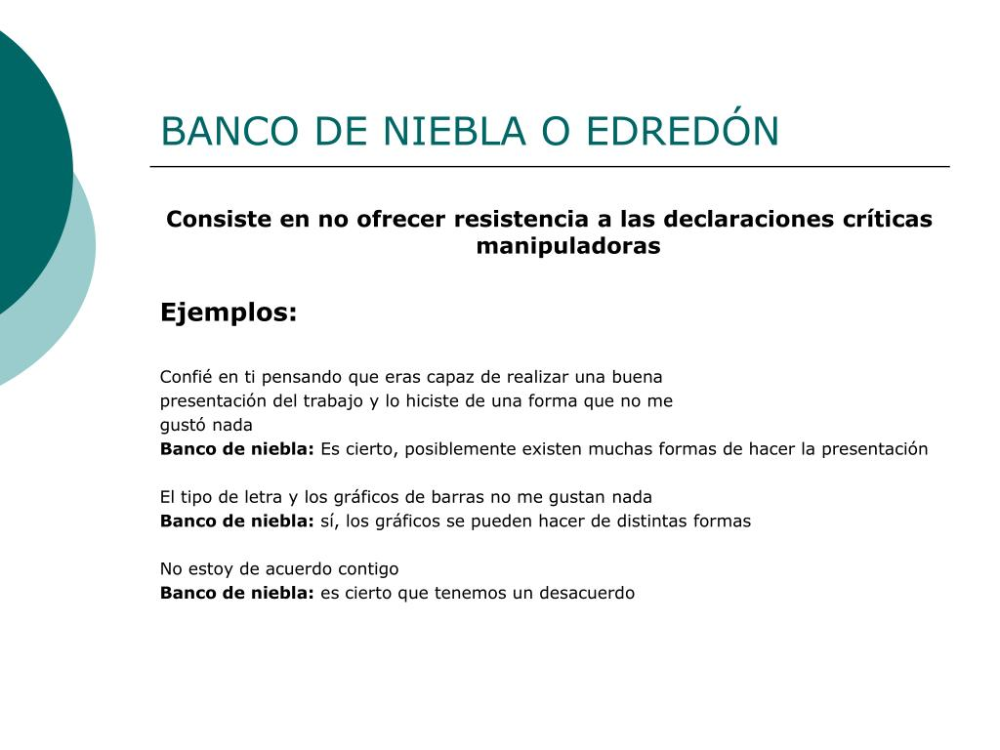 BANCO DE NIEBLA O EDREDÓN
Consiste en no ofrecer resistencia a las declaraciones críticas
manipuladoras
Ejemplos:
Confié en ti pensando que eras capaz de realizar una buena
presentación del trabajo y lo hiciste de una forma que no me
gustó nada
Banco de niebla: Es cierto, posiblemente existen muchas formas de hacer la presentación
El tipo de letra y los gráficos de barras no me gustan nada
Banco de niebla: sí, los gráficos se pueden hacer de distintas formas
No estoy de acuerdo contigo
Banco de niebla: es cierto que tenemos un desacuerdo